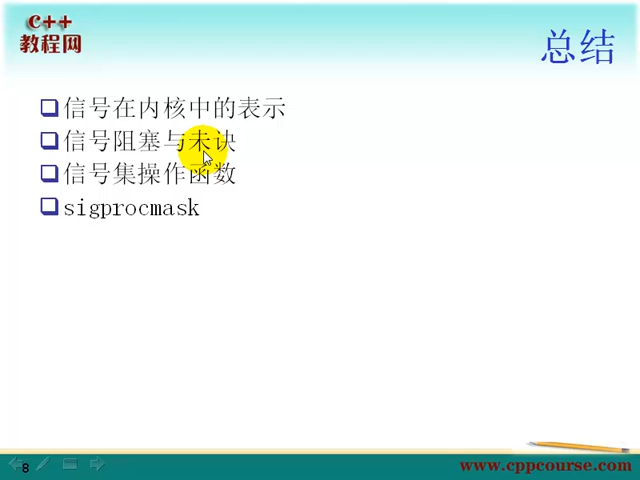 c++
教程网
总结
信号在内核中的表示
信号阻塞与未诀
信号集操作函数
sigprocmask
8
www.cppcourse.com